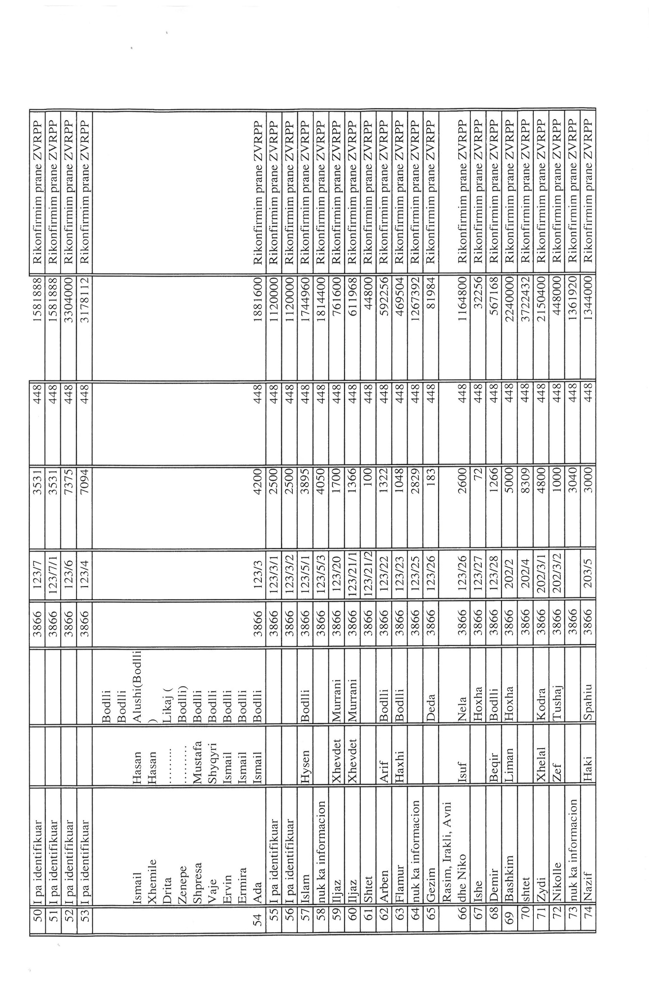 50 I pa identifikuar 3866 123/7 3531 448 1581888 Rikonfirmim prane ZVRPP
51 I pa identifikuar 3866 123/7/1 3531 448 1581888 Rikonfirmim prane ZVRPP
52 I pa identifikuar 3866 123/6 7375 448 3304000 Rikonfirmim prane ZVRPP
53 I pa identifikuar 3866 123/4 7094 448 3178112 Rikonfirmim prane ZVRPP
Bodlli
Bodlli
Ismail Hasan Alushi(Bodlli
Xhemile Hasan )
Drita ......... Likaj (
Zenepe ......... Bodlli)
Shpresa Mustafa Bodlli
Vaje Shyqyri Bodlli
Ervin Ismail Bodlli
Ermira Ismail Bodlli
54 Ada Ismail Bodlli 3866 123/3 4200 448 1881600 Rikonfirmim prane ZVRPP
55 I pa identifikuar 3866 123/3/1 2500 448 1120000 Rikonfirmim prane ZVRPP
56 I pa identifikuar 3866 123/3/2 2500 448 1120000 Rikonfirmim prane ZVRPP
57 Islam Hysen Bodlli 3866 123/5/1 3895 448 1744960 Rikonfirmim prane ZVRPP
58 nuk ka informacion 3866 123/5/3 4050 448 1814400 Rikonfirmim prane ZVRPP
59 Iljaz Xhevdet Murrani 3866 123/20 1700 448 761600 Rikonfirmim prane ZVRPP
60 Iljaz Xhevdet Murrani 3866 123/21/1 1366 448 611968 Rikonfirmim prane ZVRPP
61 Shtet 3866 123/21/2 100 448 44800 Rikonfirmim prane ZVRPP
62 Arben Arif Bodlli 3866 123/22 1322 448 592256 Rikonfirmim prane ZVRPP
63 Flamur Haxhi Bodlli 3866 123/23 1048 448 469504 Rikonfirmim prane ZVRPP
64 nuk ka informacion 3866 123/25 2829 448 1267392 Rikonfirmim prane ZVRPP
65 Gezim Deda 3866 123/26 183 448 81984 Rikonfirmim prane ZVRPP
Rasim, Irakli, Avni
66 dhe Niko Isuf Nela 3866 123/26 2600 448 1164800 Rikonfirmim prane ZVRPP
67 Ishe Hoxha 3866 123/27 72 448 32256 Rikonfirmim prane ZVRPP
68 Demir Beqir Bodlli 3866 123/28 1266 448 567168 Rikonfirmim prane ZVRPP
69 Bashkim Liman Hoxha 3866 202/2 5000 448 2240000 Rikonfirmim prane ZVRPP
70 shtet 3866 202/4 8309 448 3722432 Rikonfirmim prane ZVRPP
71 Zydi Xhelal Kodra 3866 202/3/1 4800 448 2150400 Rikonfirmim prane ZVRPP
72 Nikolle Zef Tushaj 3866 202/3/2 1000 448 448000 Rikonfirmim prane ZVRPP
73 nuk ka informacion 3866 3040 448 1361920 Rikonfirmim prane ZVRPP
74 Nazif Haki Spahiu 3866 203/5 3000 448 1344000 Rikonfirmim prane ZVRPP